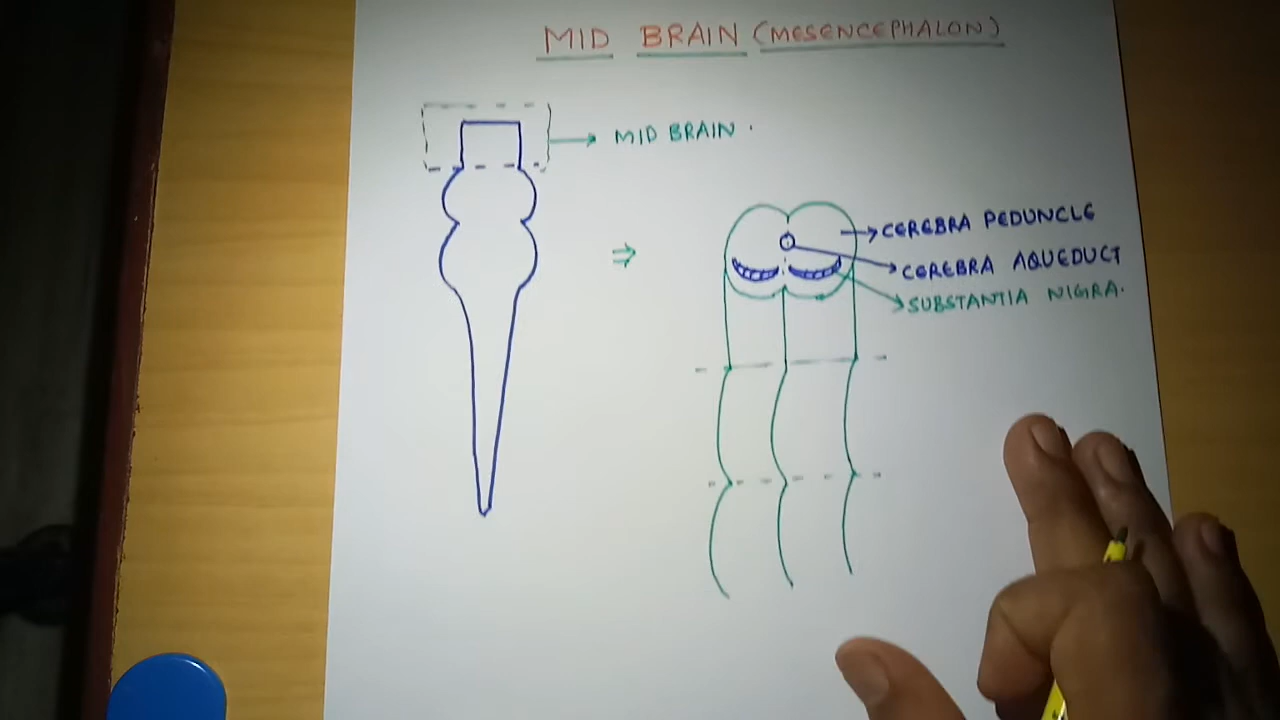 MID BRAIN (MESENCEPHALON)
MID BRAIN .
CEREBRA PEDUNCLE
CEREBRA AQUEDUCT
SUBSTANTIA NIGRA.